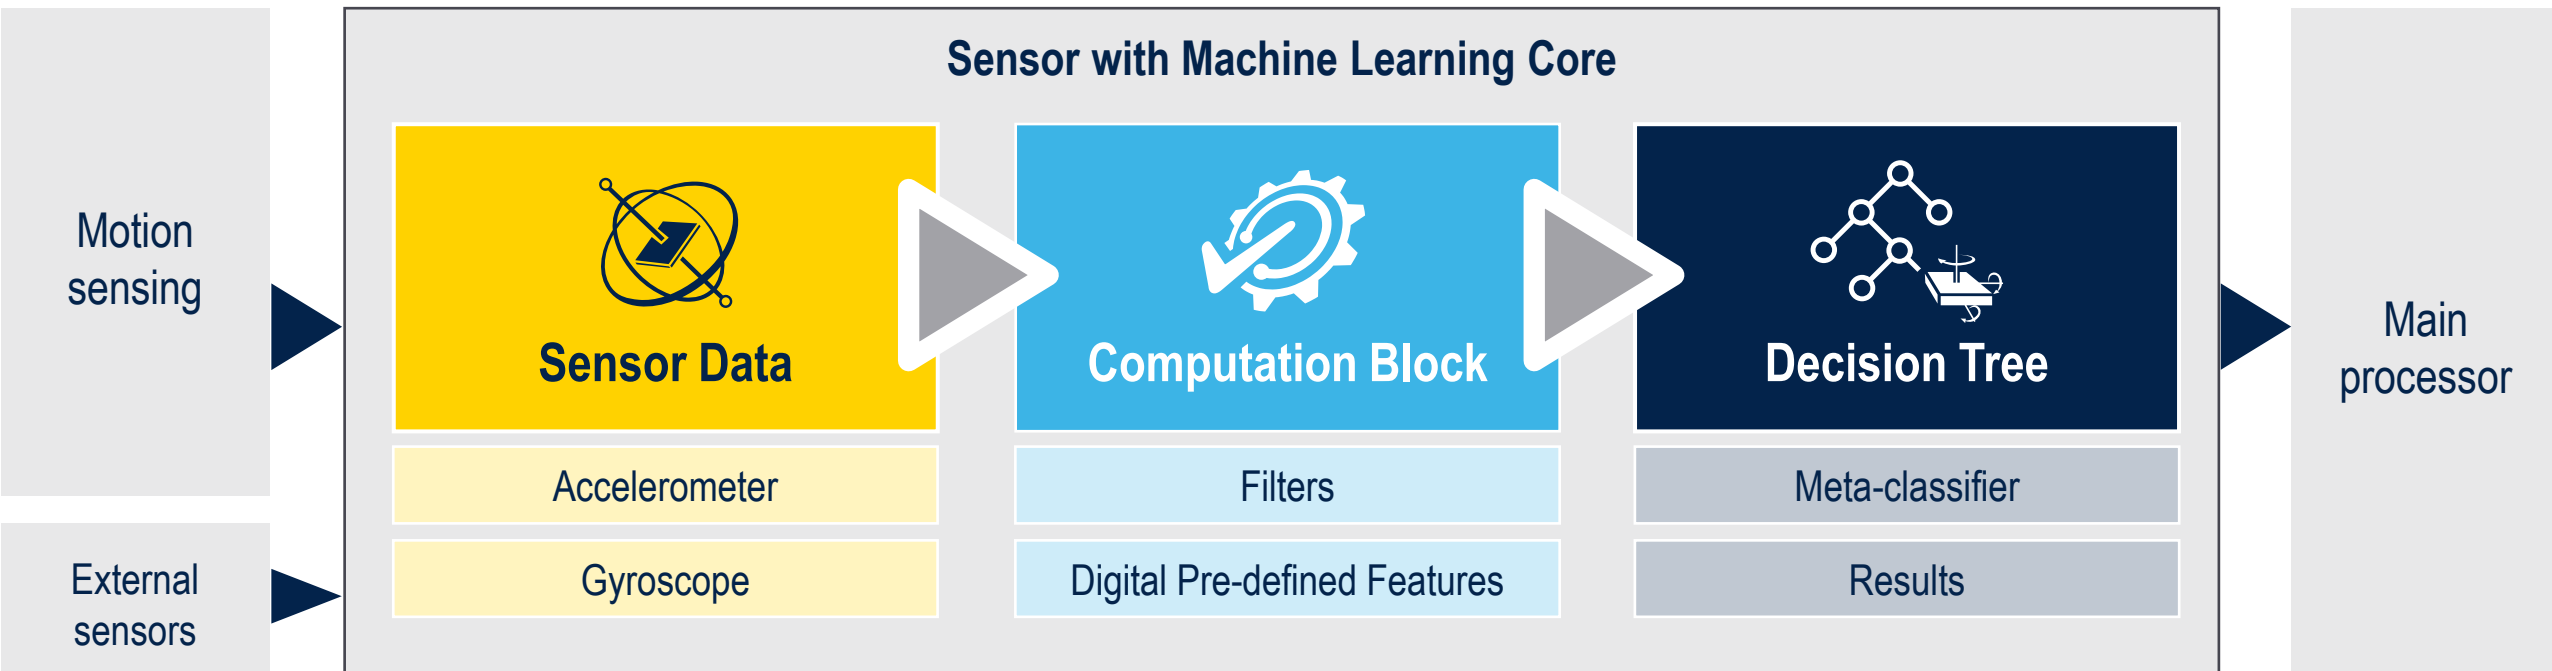 Sensor with Machine Learning Core
Motion
sensing
External
sensors
Sensor Data
Accelerometer
Gyroscope
Computation Block
Filters
Digital Pre-defined Features
Decision Tree
Meta-classifier
Results
Main
processor